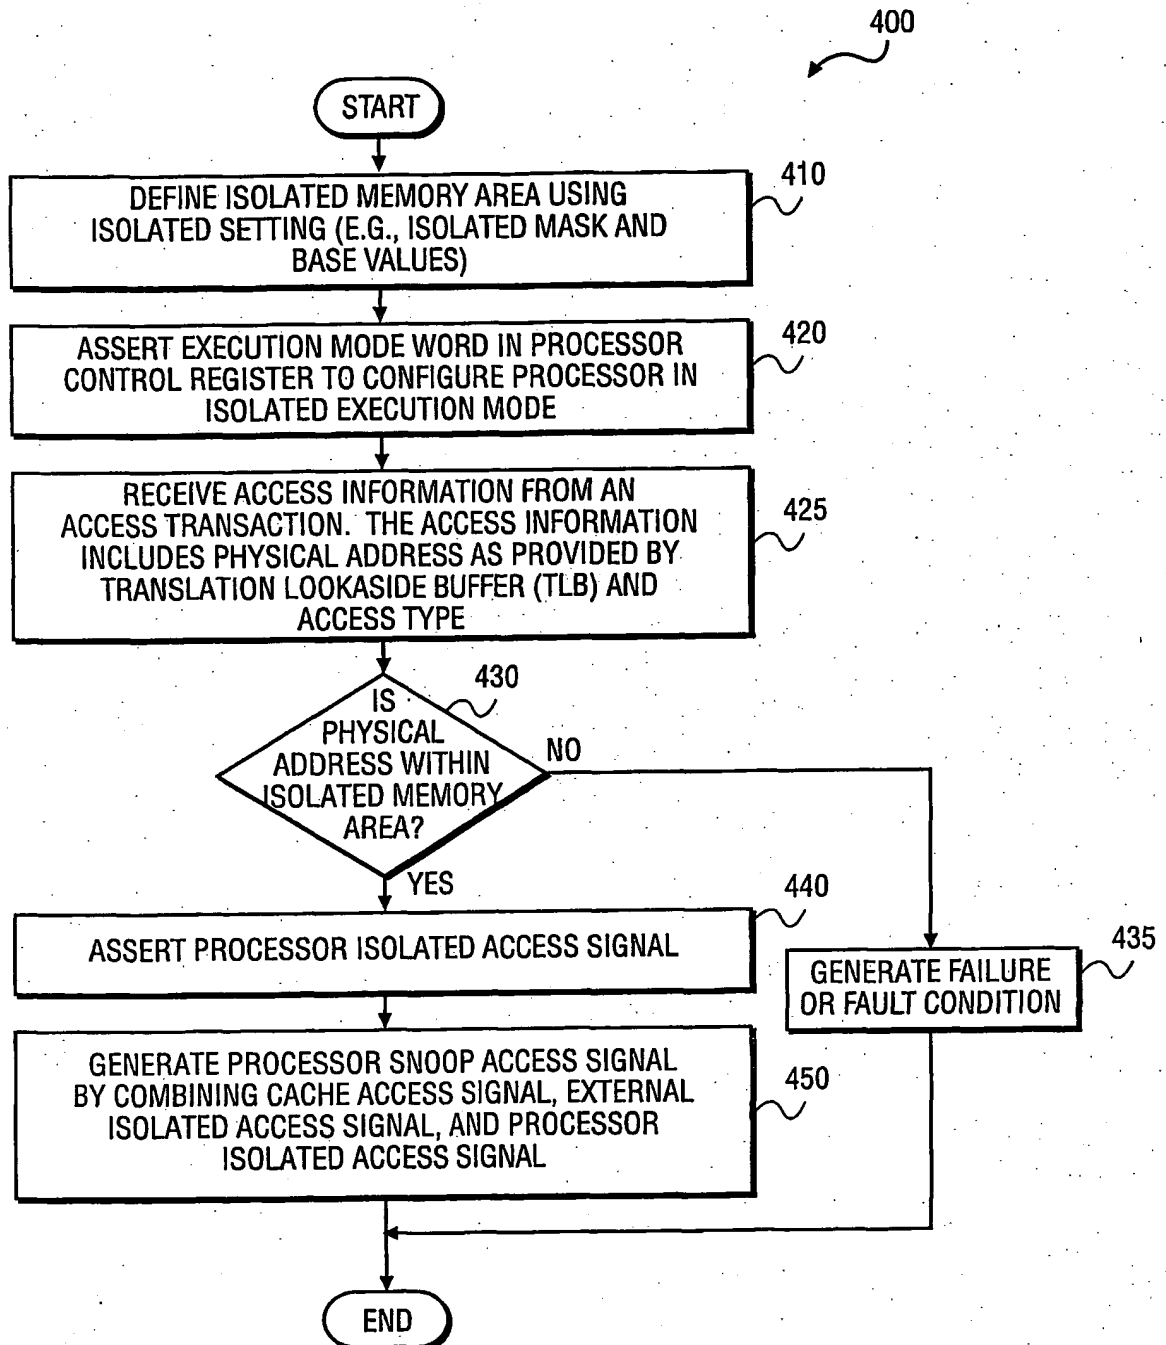 400
START
410
DEFINE ISOLATED MEMORY AREA USING
ISOLATED SETTING (E.G., ISOLATED MASK AND
BASE VALUES)
420
ASSERT EXECUTION MODE WORD IN PROCESSOR
CONTROL REGISTER TO CONFIGURE PROCESSOR IN
ISOLATED EXECUTION MODE
425
RECEIVE ACCESS INFORMATION FROM AN
ACCESS TRANSACTION. THE ACCESS INFORMATION
INCLUDES PHYSICAL ADDRESS AS PROVIDED BY
TRANSLATION LOOKASIDE BUFFER (TLB) AND
ACCESS TYPE
430
IS
PHYSICAL
ADDRESS WITHIN
ISOLATED MEMORY
AREA?
NO
YES
440
ASSERT PROCESSOR ISOLATED ACCESS SIGNAL
435
GENERATE FAILURE
OR FAULT CONDITION
450
GENERATE PROCESSOR SNOOP ACCESS SIGNAL
BY COMBINING CACHE ACCESS SIGNAL, EXTERNAL
ISOLATED ACCESS SIGNAL, AND PROCESSOR
ISOLATED ACCESS SIGNAL
END